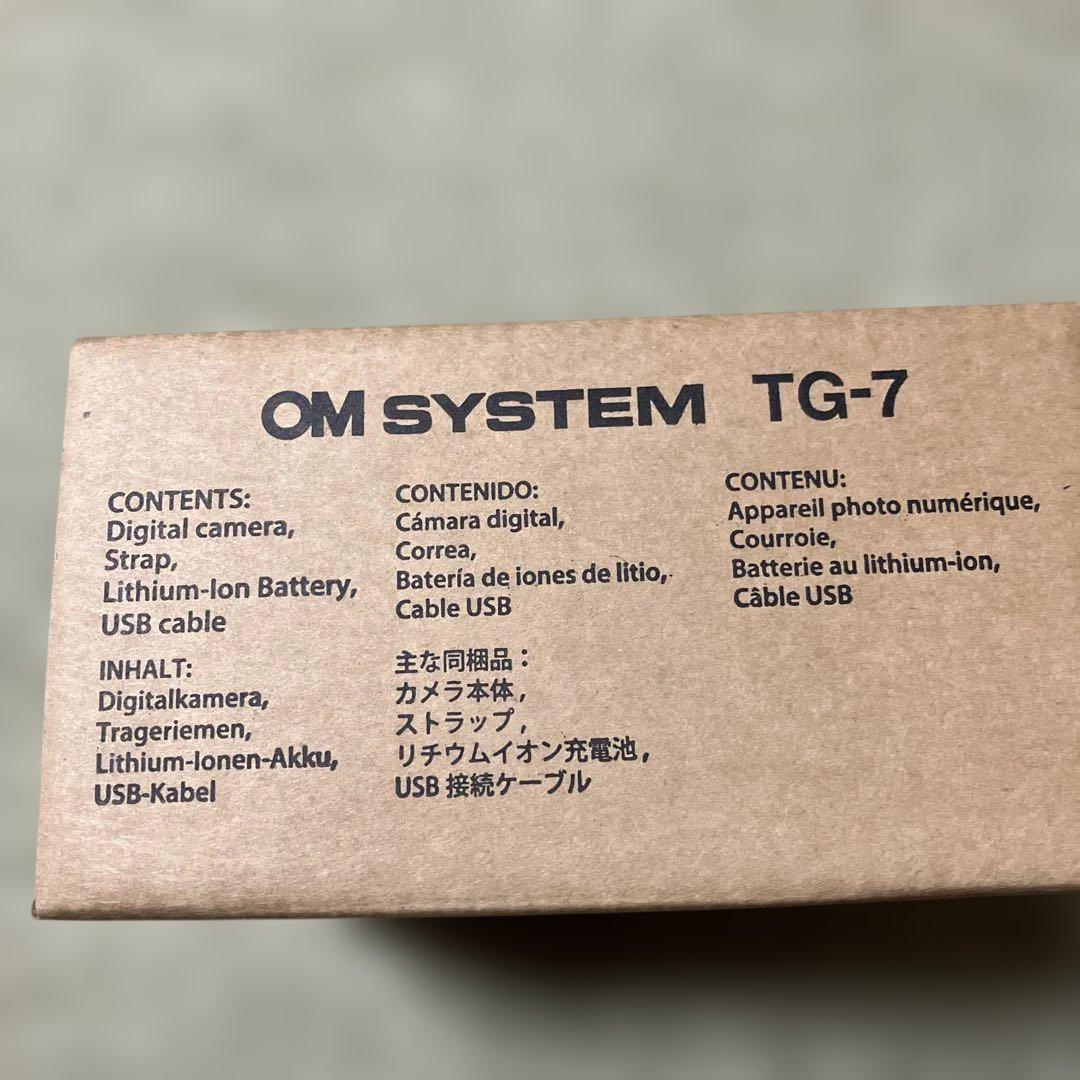 OM SYSTEM TG-7
CONTENTS:
Digital camera,
Strap,
Lithium-Ion Battery,
USB cable
CONTENIDO:
Cámara digital,
Correa,
Batería de iones de litio,
Cable USB
CONTENU:
Appareil photo numérique,
Courroie,
Batterie au lithium-ion,
Câble USB
INHALT:
Digitalkamera,
Trageriemen,
Lithium-Ionen-Akku,
USB-Kabel
主な同梱品：
カメラ本体 ,
ストラップ ,
リチウムイオン充電池 ,
USB 接続ケーブル